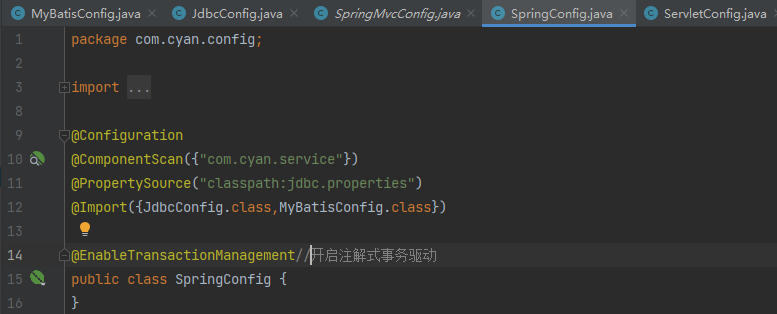 MyBatisConfig.java JdbcConfig.java SpringMvcConfig.java SpringConfig.java ServletConfig.java
1 package com.cyan.config;
2
3 import ...
8
9 @Configuration
10 @ComponentScan({"com.cyan.service"})
11 @PropertySource("classpath:jdbc.properties")
12 @Import({JdbcConfig.class,MyBatisConfig.class})
13
14 @EnableTransactionManagement//开启注解式事务驱动
15 public class SpringConfig {
16 }